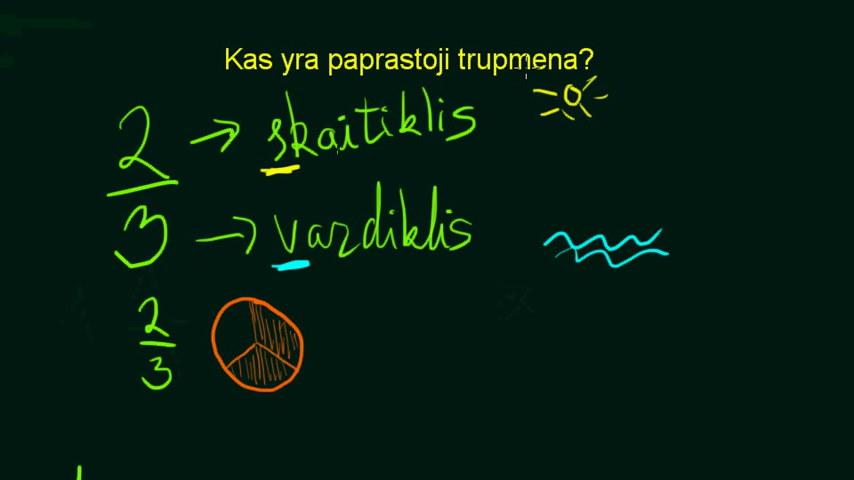 Kas yra paprastoji trupmena?
2/3 → skaitiklis
→ vardiklis
2/3